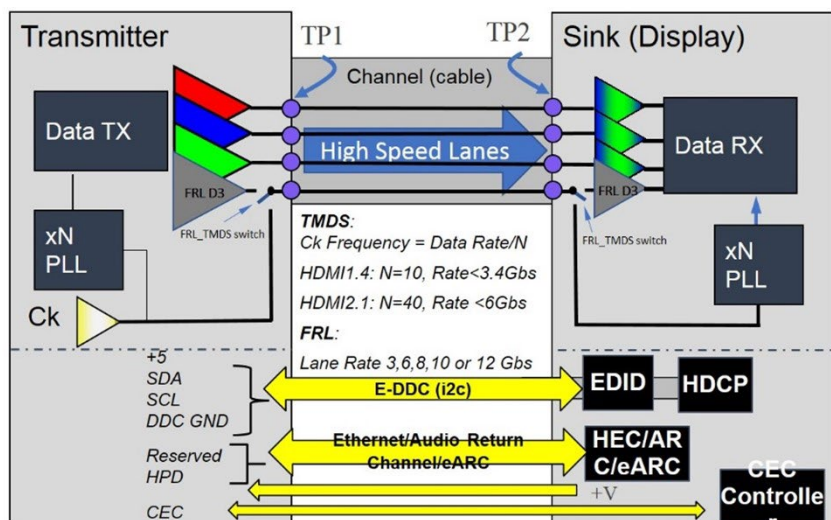 Transmitter
TP1
TP2
Sink (Display)
Channel (cable)
Data TX
High Speed Lanes
Data RX
FRL D3
FRL D3
FRL_TMDS switch
FRL_TMDS switch
xN
PLL
xN
PLL
Ck
TMDS:
Ck Frequency = Data Rate/N
HDMI1.4: N=10, Rate<3.4Gbs
HDMI2.1: N=40, Rate <6Gbs
FRL:
Lane Rate 3,6,8,10 or 12 Gbs
+5
SDA
SCL
DDC GND
E-DDC (i2c)
EDID
HDCP
Reserved
HPD
Ethernet/Audio Return
Channel/eARC
HEC/AR
C/eARC
+V
CEC
CEC
Controlle
r